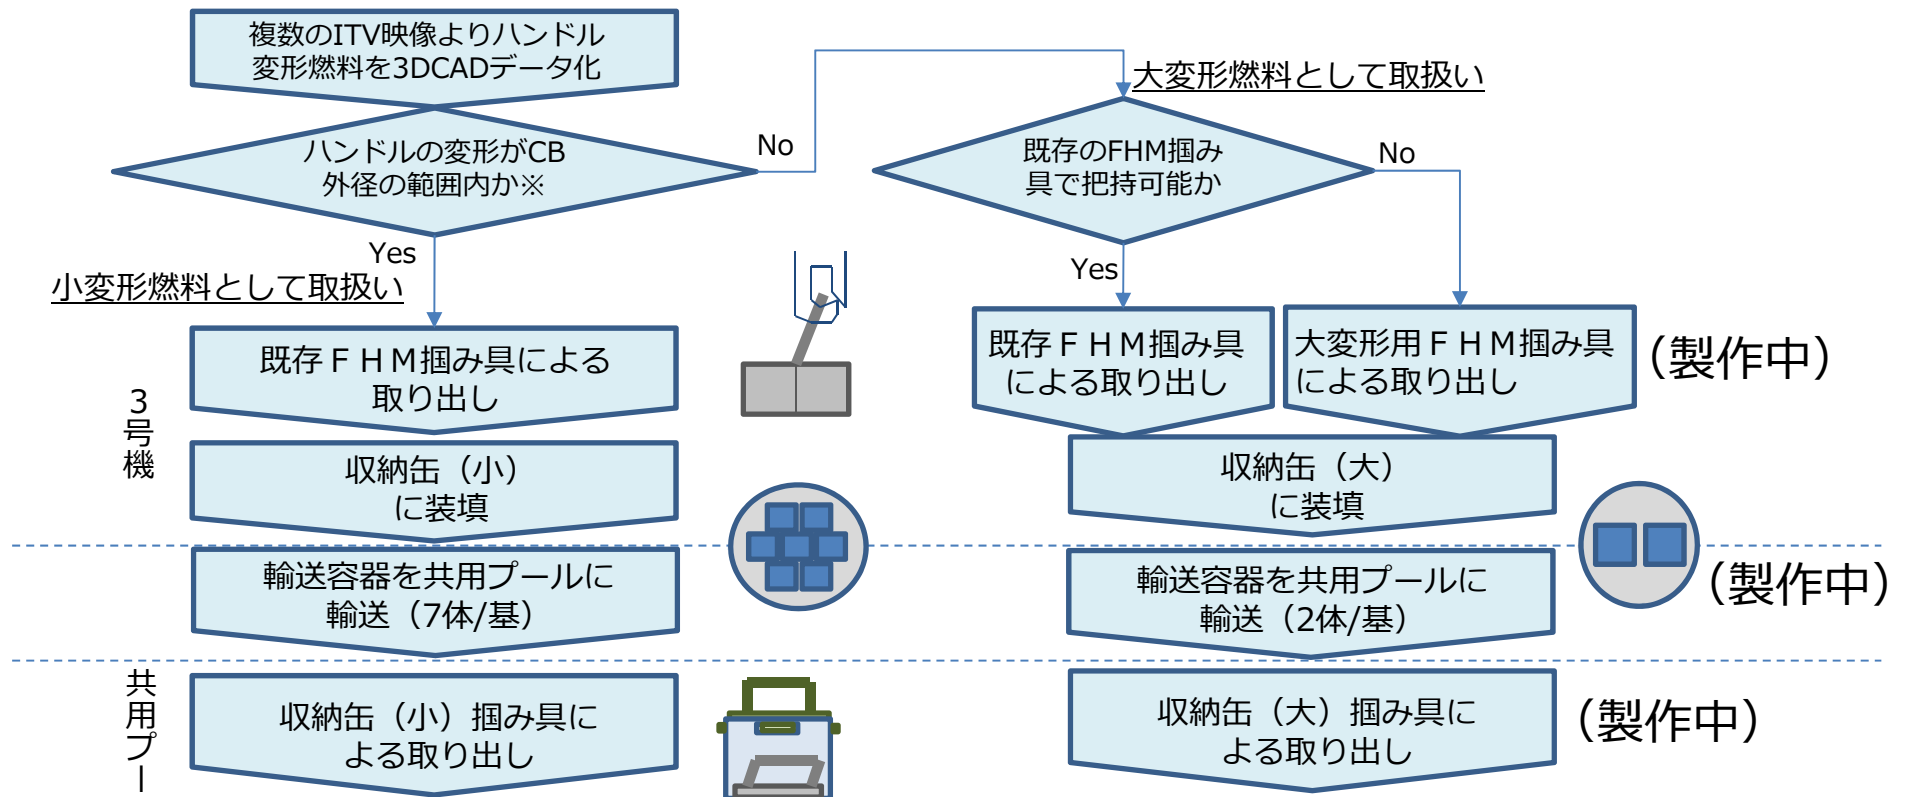 複数のITV映像よりハンドル
変形燃料を3DCADデータ化
ハンドルの変形がCB
外径の範囲内か※
No
Yes
小変形燃料として取扱い
大変形燃料として取扱い
既存のFHM掴み
具で把持可能か
No
Yes
3号機
既存ＦＨＭ掴み具による
取り出し
既存ＦＨＭ掴み具
による取り出し
大変形用ＦＨＭ掴み具
による取り出し
（製作中）
収納缶（小）
に装填
収納缶（大）
に装填
輸送容器を共用プールに
輸送（7体/基）
輸送容器を共用プールに
輸送（2体/基）
（製作中）
共用プー
収納缶（小）掴み具に
よる取り出し
収納缶（大）掴み具に
よる取り出し
（製作中）